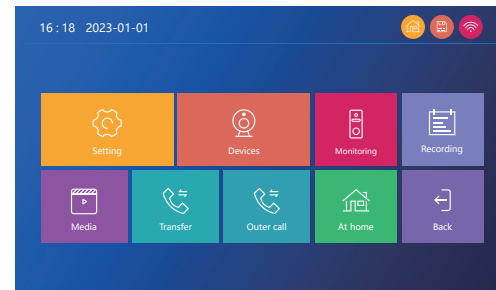 16 : 18 2023-01-01
Setting
Devices
Monitoring
Recording
Media
Transfer
Outer call
At home
Back